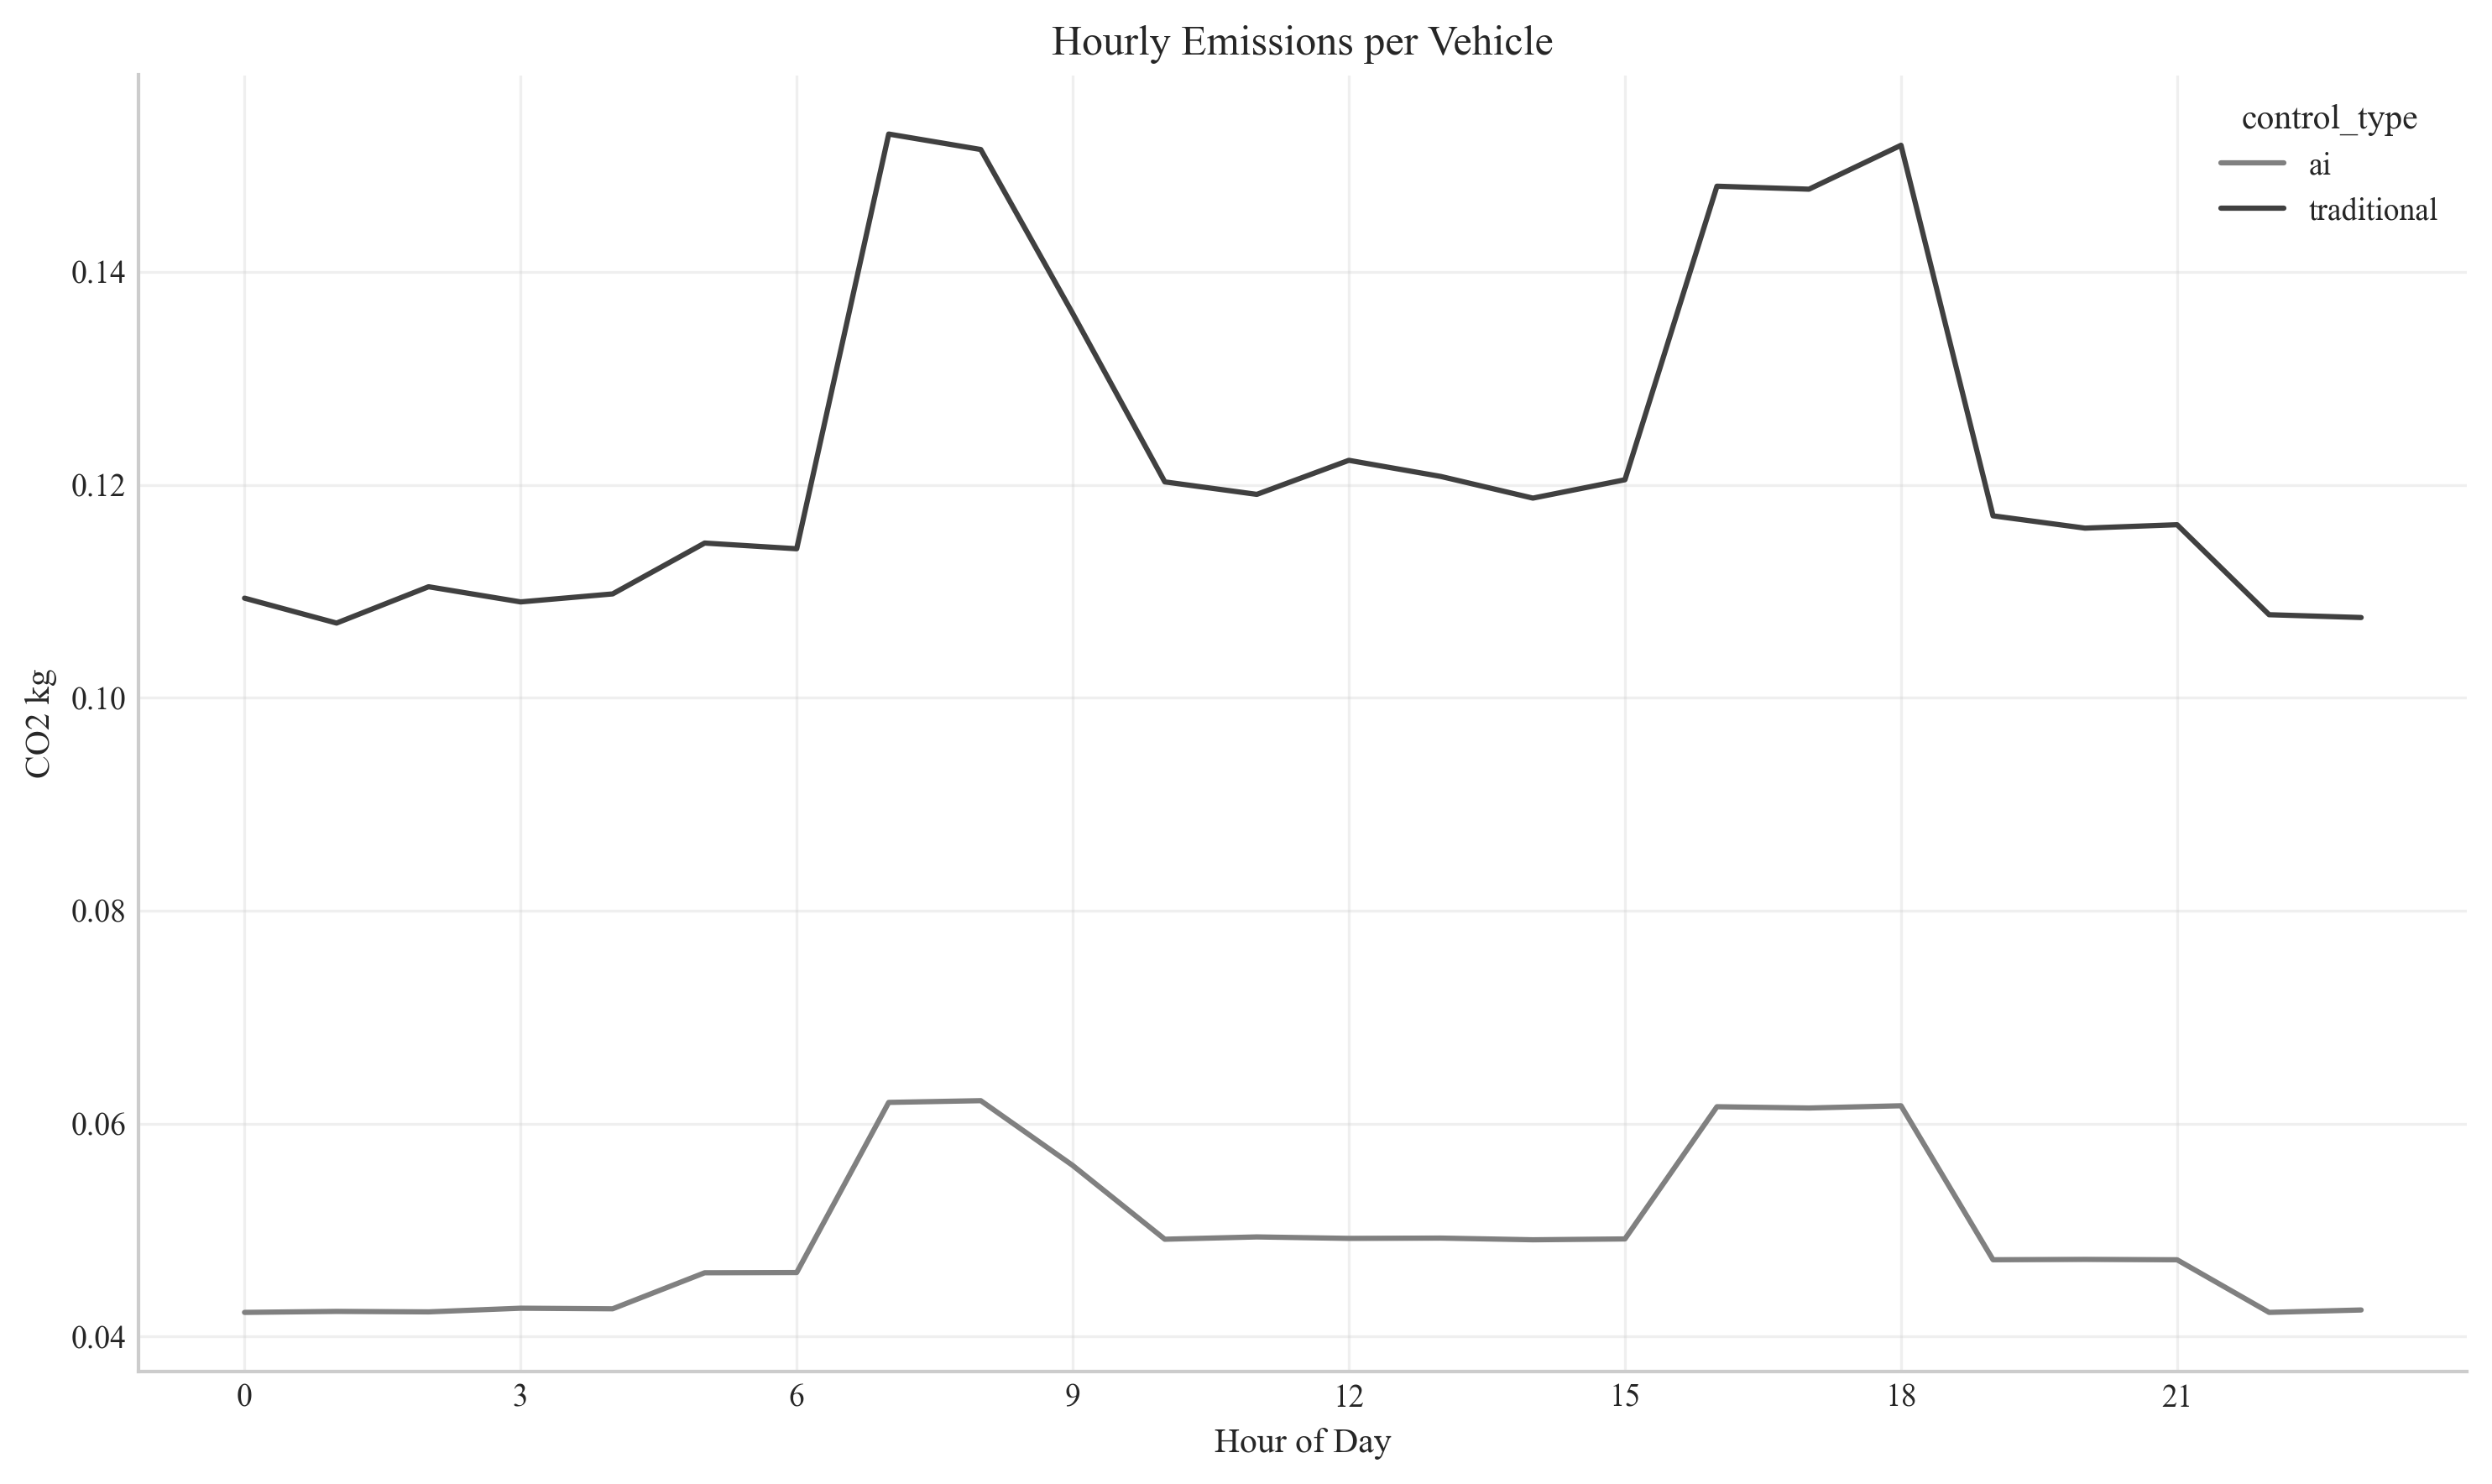 Hourly Emissions per Vehicle
control_type
ai
traditional
0.14
0.12
0.10
0.08
0.06
0.04
CO2 kg
0 3 6 9 12 15 18 21
Hour of Day